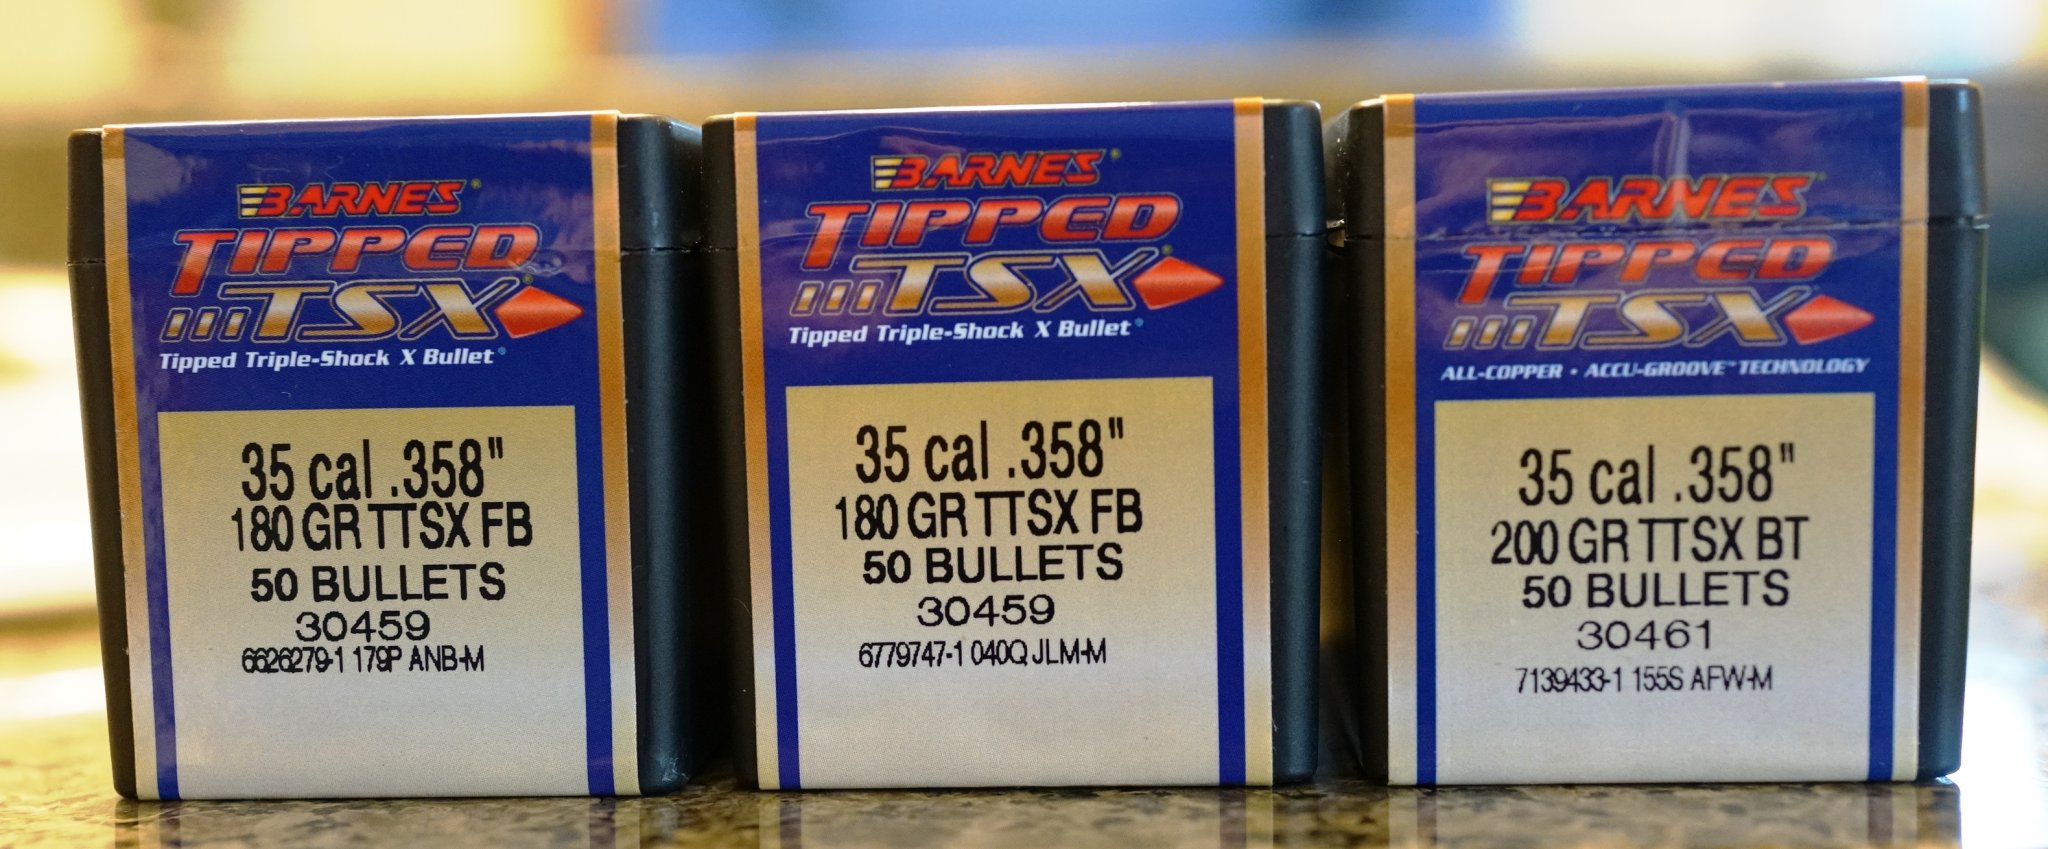 BARNES®
TIPPED
TSX®
Tipped Triple-Shock X Bullet®
35 cal .358"
180 GR TTSX FB
50 BULLETS
30459
6626279-1 179P ANB-M
BARNES®
TIPPED
TSX®
Tipped Triple-Shock X Bullet®
35 cal .358"
180 GR TTSX FB
50 BULLETS
30459
6779747-1 040Q JLM-M
BARNES®
TIPPED
TSX
ALL-COPPER • ACCU-GROOVE™ TECHNOLOGY
35 cal .358"
200 GR TTSX BT
50 BULLETS
30461
7139433-1 155S AFW-M